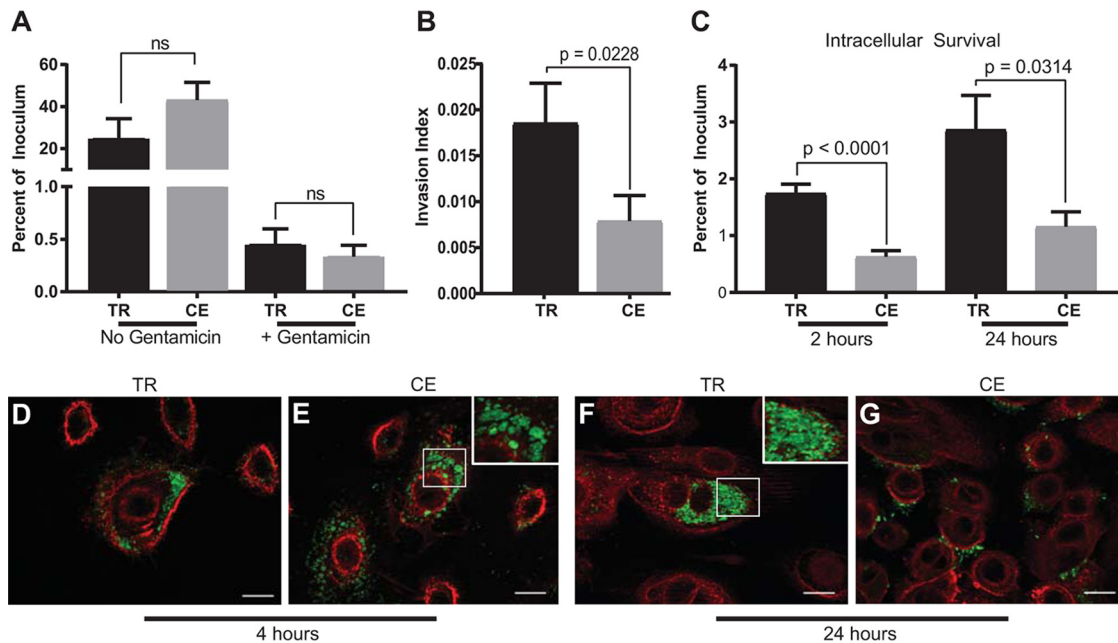 A
ns
60
40
20
1.0
0.5
0.0
Percent of Inoculum
ns
TR
CE
TR
CE
No Gentamicin
+ Gentamicin
B
p = 0.0228
0.025
0.020
0.015
0.010
0.005
0.000
Invasion Index
TR
CE
C
Intracellular Survival
p = 0.0314
p < 0.0001
4
3
2
1
0
Percent of Inoculum
TR
CE
TR
CE
2 hours
24 hours
TR
CE
TR
CE
D
E
F
G
4 hours
24 hours